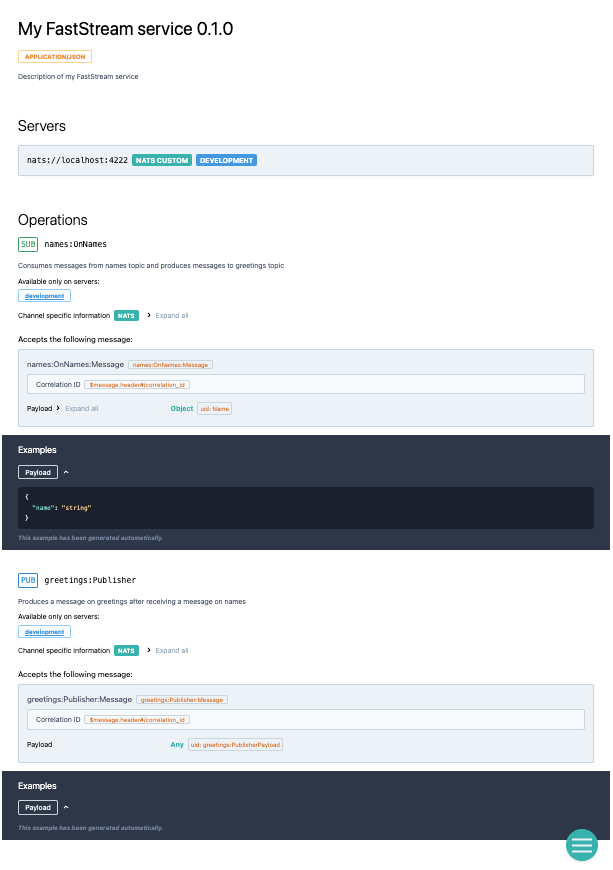 My FastStream service 0.1.0
APPLICATION/JSON
Description of my FastStream service
Servers
nats://localhost:4222 NATS CUSTOM DEVELOPMENT
Operations
SUB names:OnNames
Consumes messages from names topic and produces messages to greetings topic
Available only on servers:
development
Channel specific information NATS Expand all
Accepts the following message:
names:OnNames:Message names:OnNames:Message
Correlation ID $message.header#/correlation_id
Payload Expand all Object uid: Name
Examples
Payload
{
"name": "string"
}
This example has been generated automatically.
PUB greetings:Publisher
Produces a message on greetings after receiving a meesage on names
Available only on servers:
development
Channel specific information NATS Expand all
Accepts the following message:
greetings:Publisher:Message greetings:Publisher:Message
Correlation ID $message.header#/correlation_id
Payload Any uid: greetings:PublisherPayload
Examples
Payload
This example has been generated automatically.